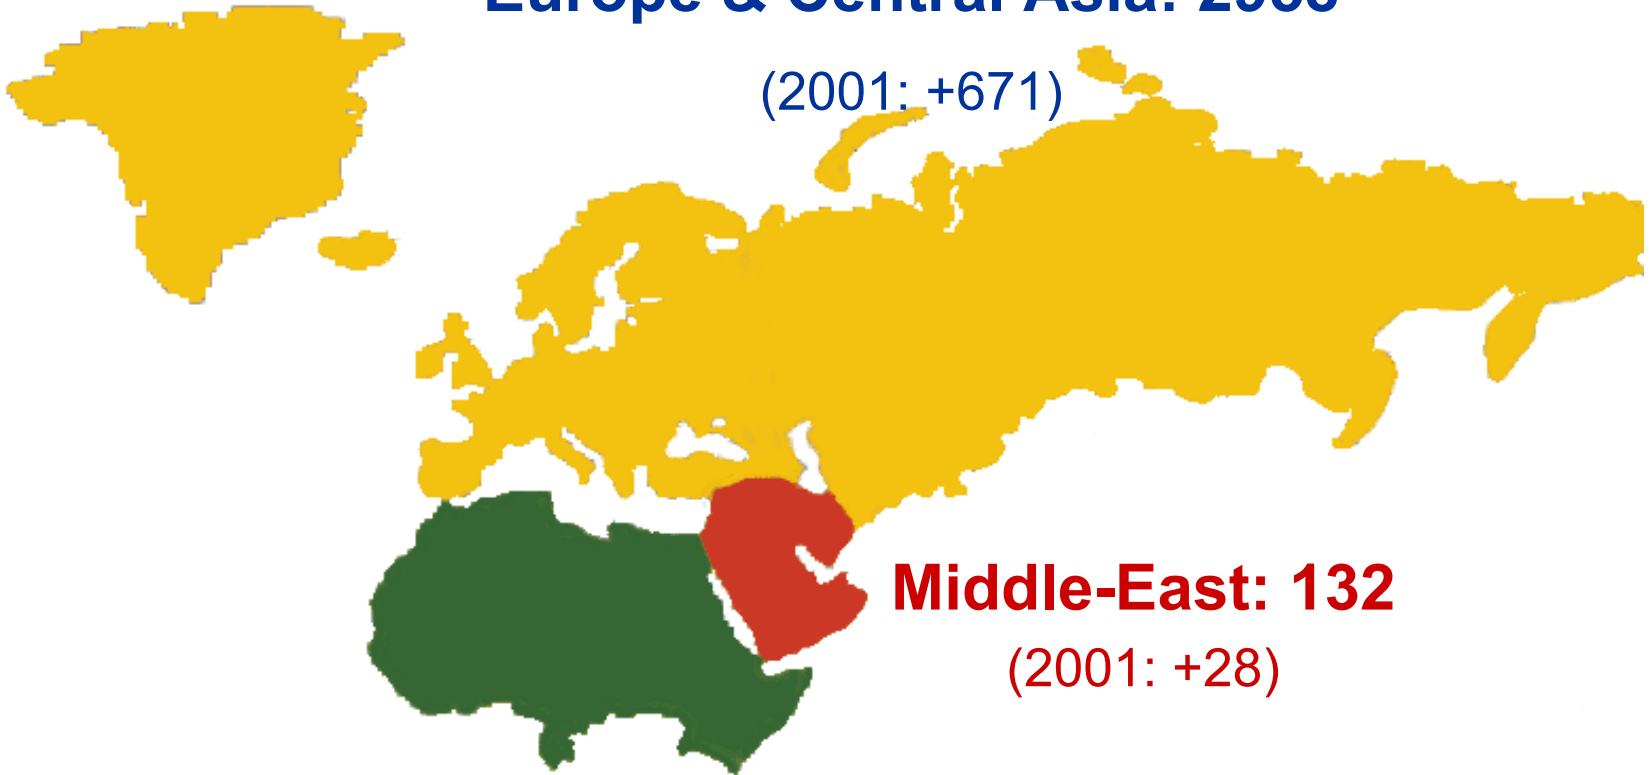 Europe & Central Asia:
(2001: +671)
Middle-East: 132
(2001: +28)